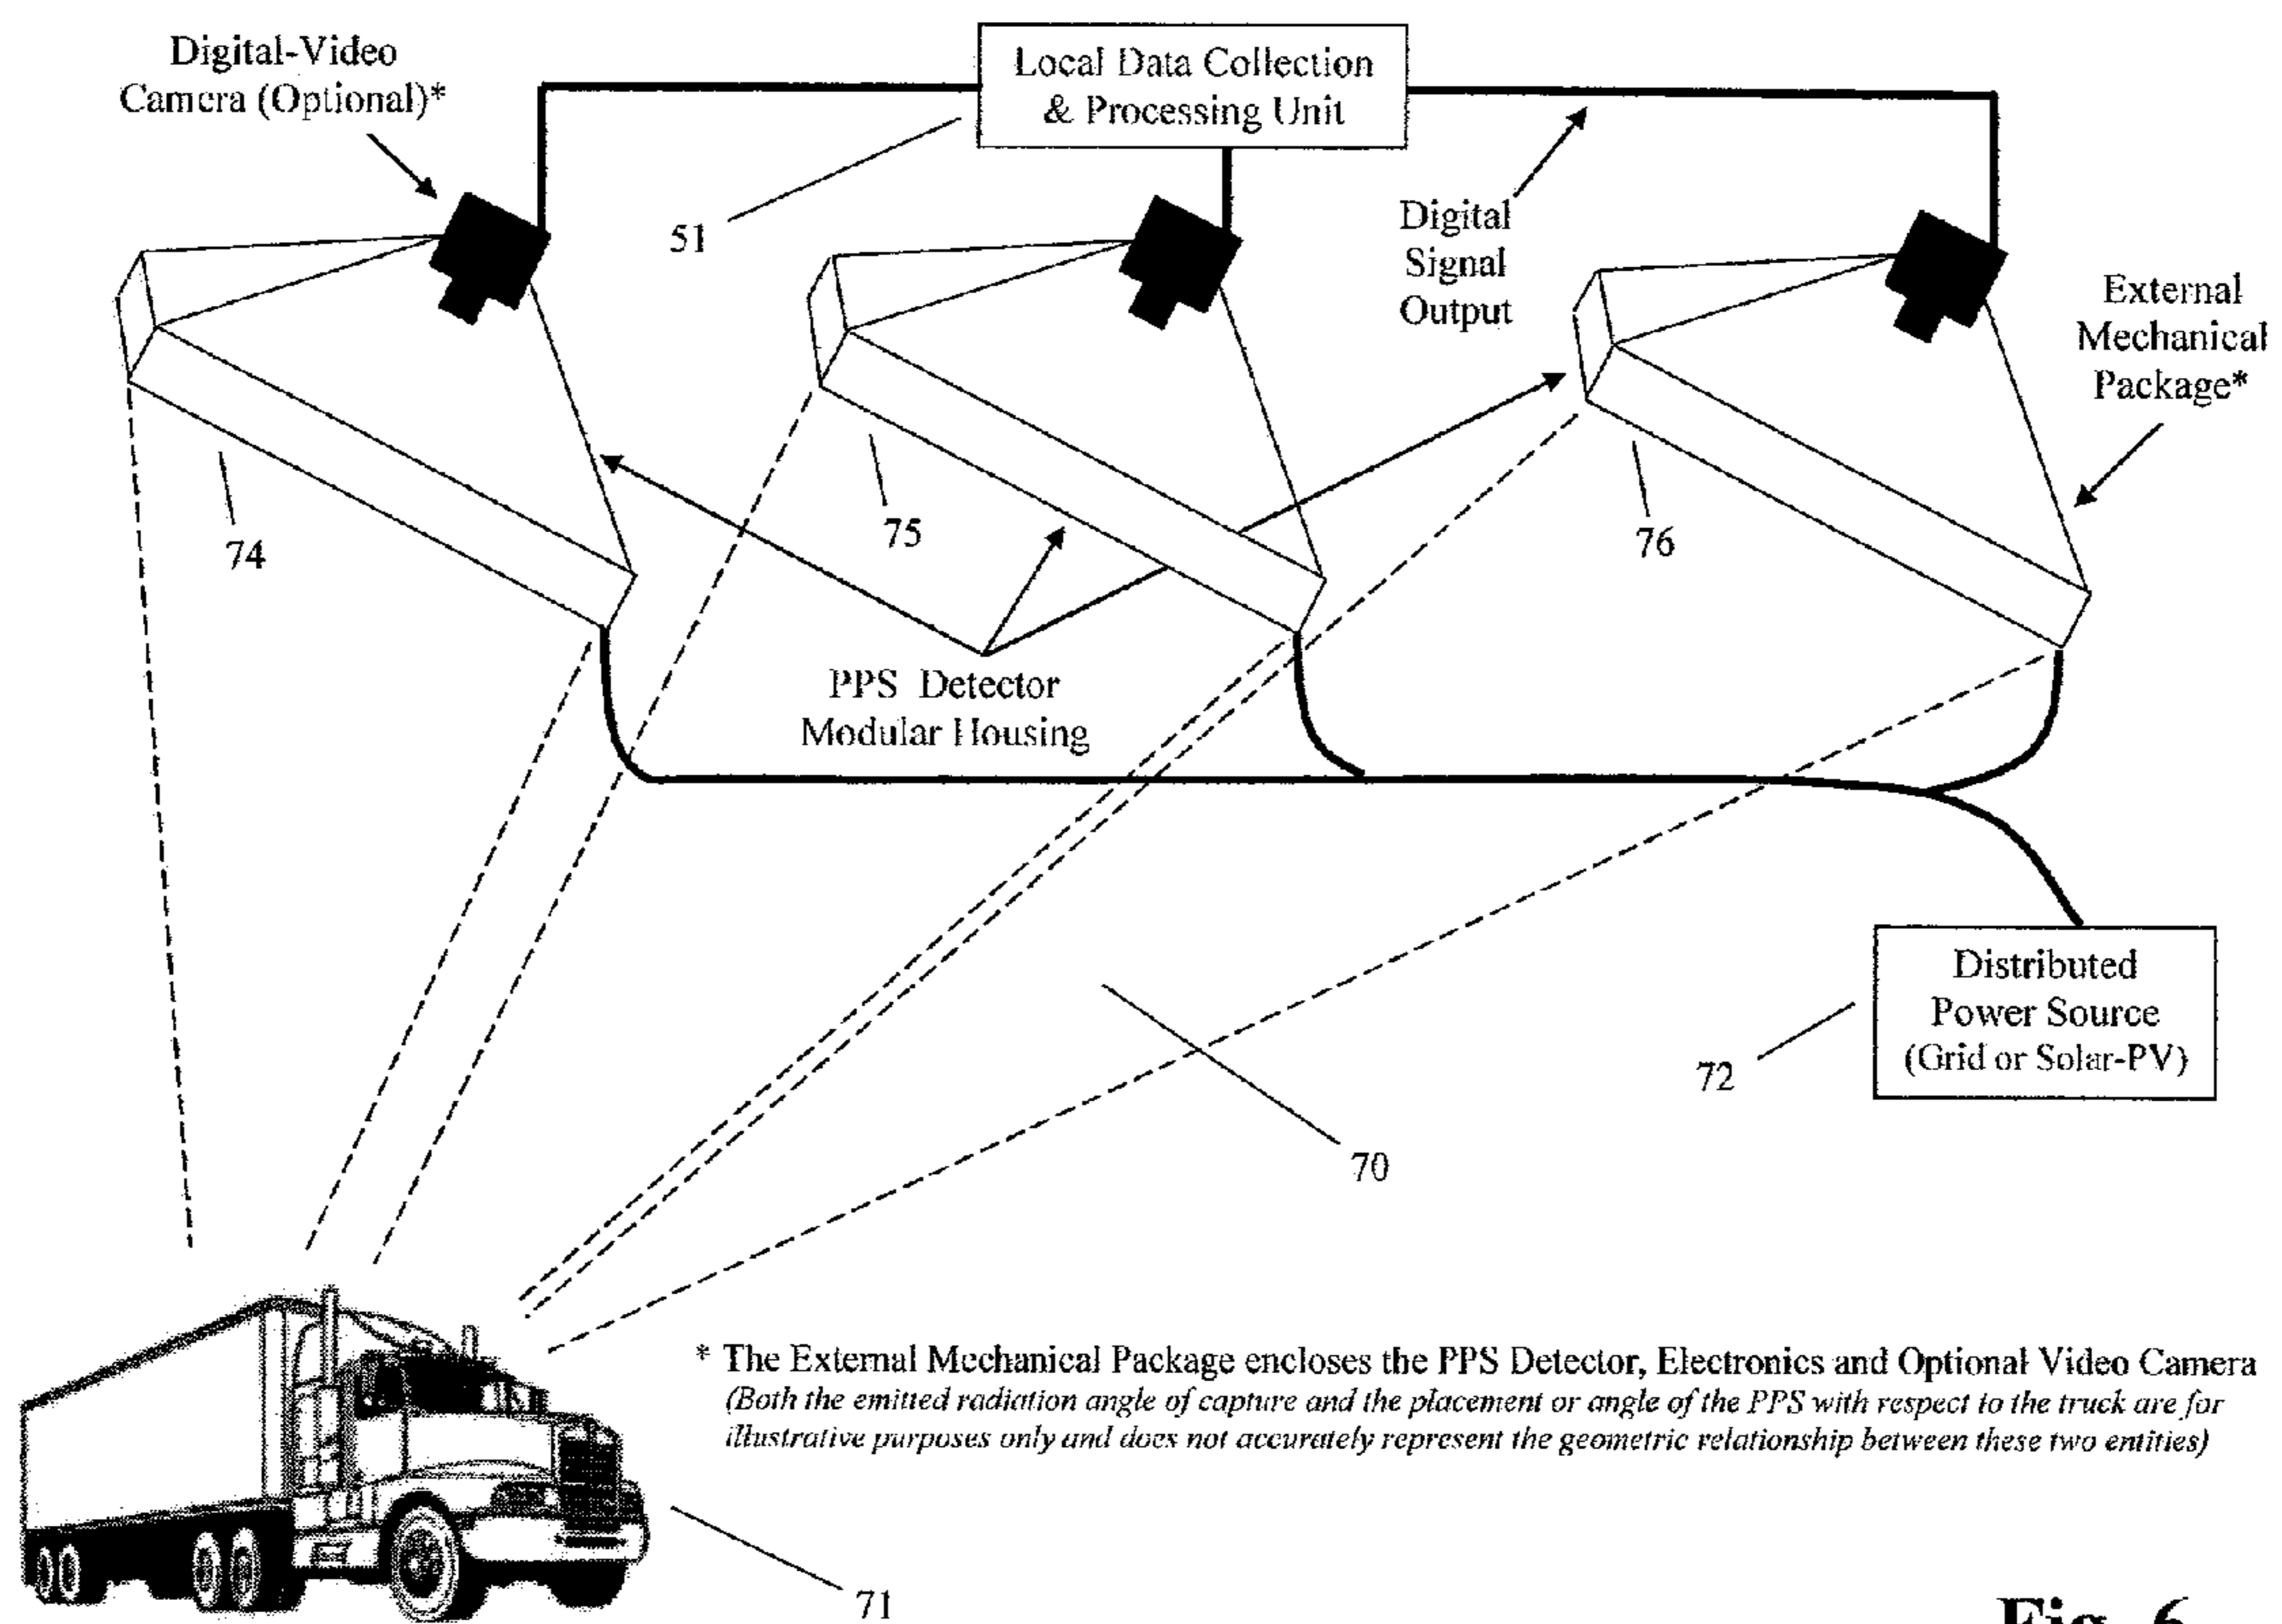 Digital-Video
Camera (Optional)*
Local Data Collection
& Processing Unit
51
Digital
Signal
Output
External
Mechanical
Package*
74
75
76
PPS Detector
Modular Housing
Distributed
Power Source
(Grid or Solar-PV)
72
70
* The External Mechanical Package encloses the PPS Detector, Electronics and Optional Video Camera
(Both the emitted radiation angle of capture and the placement or angle of the PPS with respect to the truck are for
illustrative purposes only and does not accurately represent the geometric relationship between these two entities)
71
Fig. 6